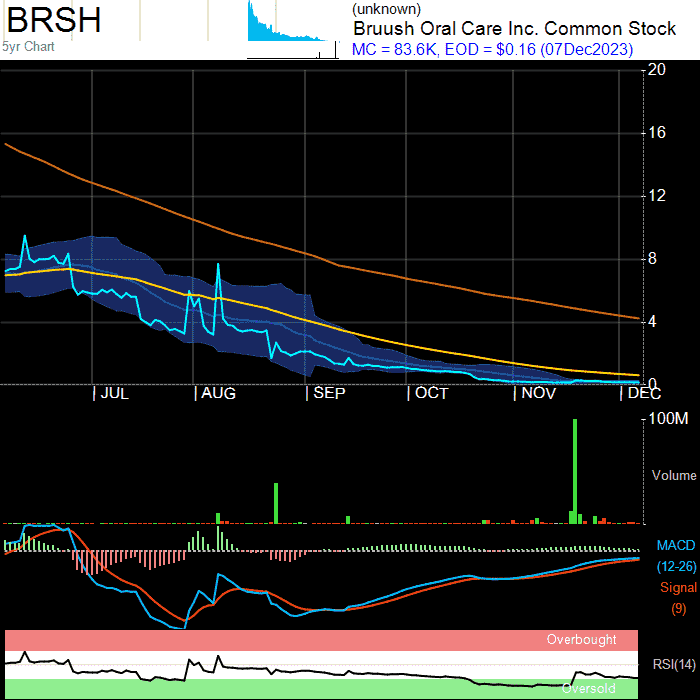 BRSH
5yr Chart
(unknown)
Bruush Oral Care Inc. Common Stock
MC = 83.6K, EOD = $0.16 (07Dec2023)
20
16
12
8
4
0
JUL
AUG
SEP
OCT
NOV
DEC
100M
Volume
MACD
(12-26)
Signal
(9)
Overbought
RSI(14)
Oversold